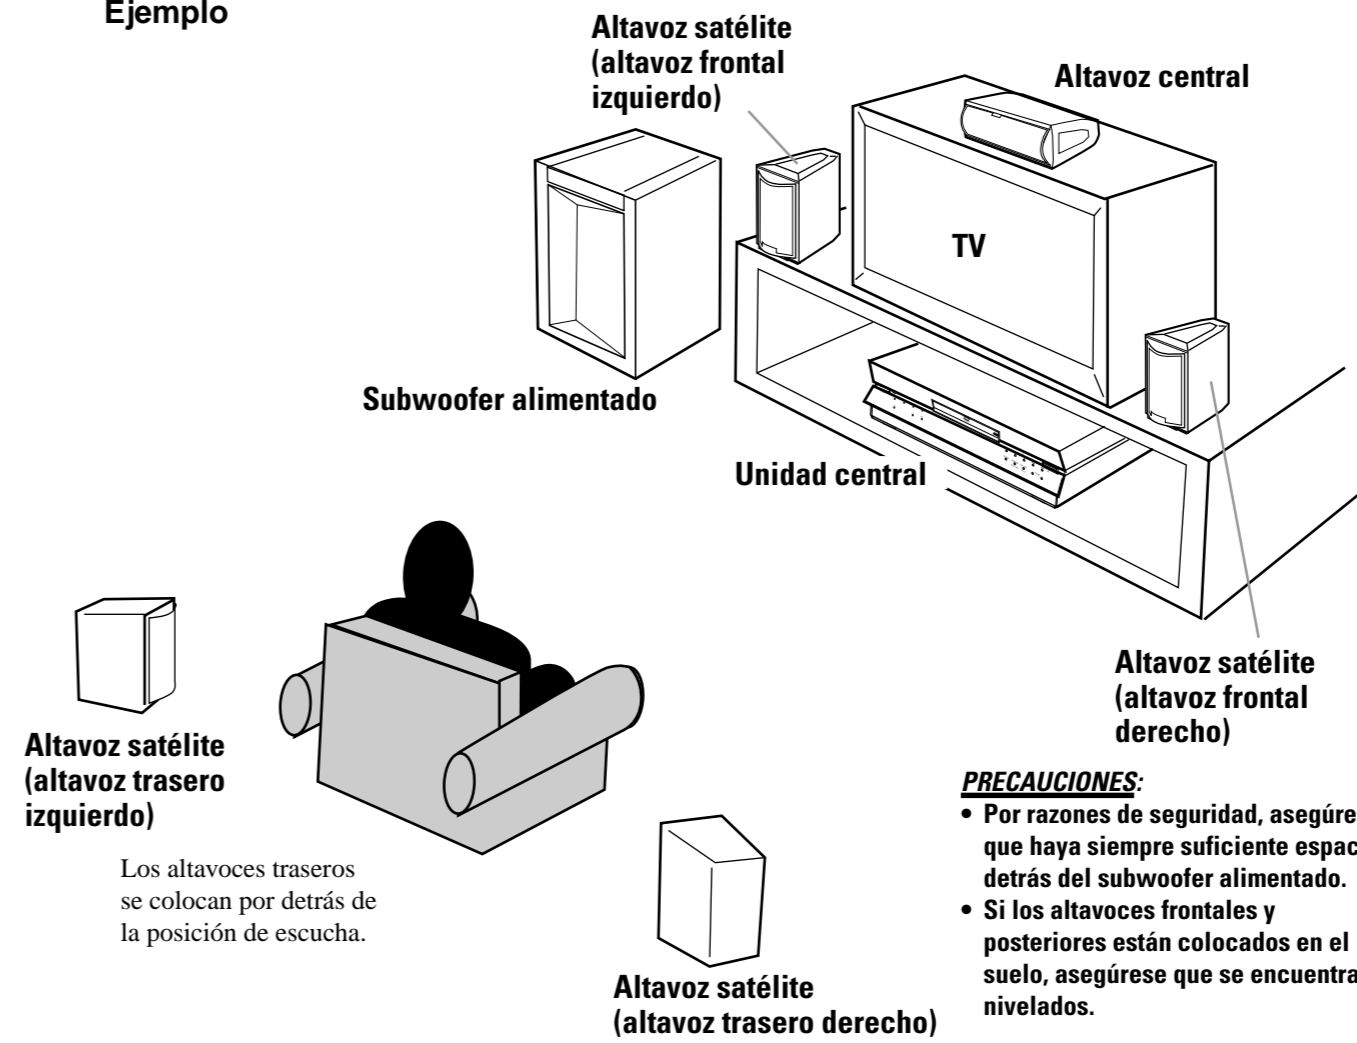 Ejemplo
Altavoz satélite
(altavoz frontal
izquierdo)
Altavoz central
TV
Subwoofer alimentado
Unidad central
Altavoz satélite
(altavoz frontal
derecho)
Altavoz satélite
(altavoz trasero
izquierdo)
Los altavoces traseros
se colocan por detrás de
la posición de escucha.
Altavoz satélite
(altavoz trasero derecho)
PRECAUCIONES:
• Por razones de seguridad,
que haya siempre suficiente
detrás del subwoofer alimentado.
• Si los altavoces frontales y
posteriores están colocados en el
suelo, asegúrese que se
nivelados.